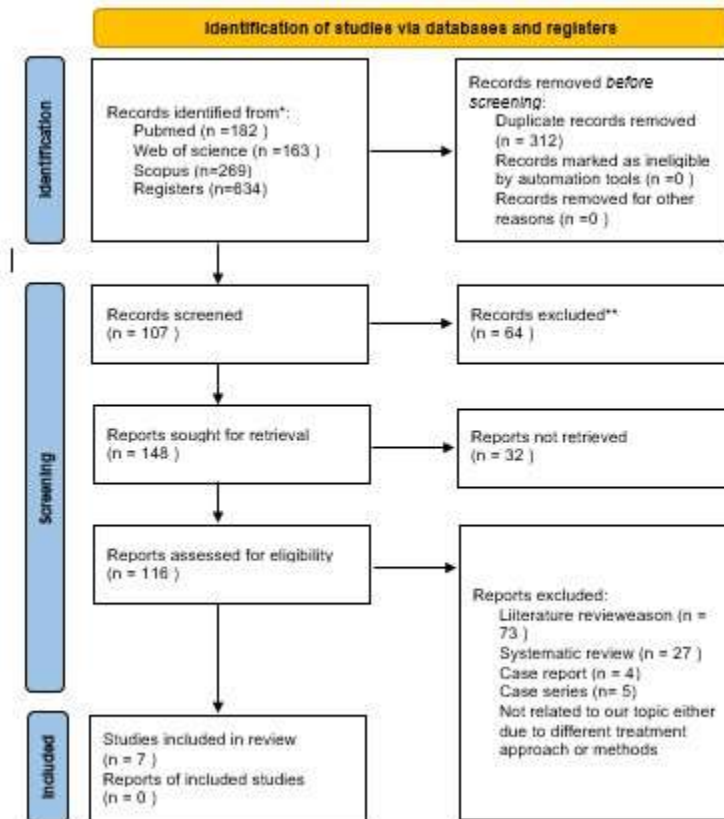 Identification of studies via databases and registers
Identification
Records identified from*:
Pubmed (n =182 )
Web of science (n =163 )
Scopus (n=269)
Registers (n=634)
Records removed before
screening:
Duplicate records removed
(n = 312)
Records marked as ineligible
by automation tools (n =0 )
Records removed for other
reasons (n =0 )
Screening
Records screened
(n = 107 )
Records excluded**
(n = 64 )
Reports sought for retrieval
(n = 148 )
Reports not retrieved
(n = 32 )
Reports assessed for eligibility
(n = 116 )
Reports excluded:
Liiterature revieweason (n =
73 )
Systematic review (n = 27 )
Case report (n = 4)
Case series (n= 5)
Not related to our topic either
due to different treatment
approach or methods
Included
Studies included in review
(n = 7 )
Reports of included studies
(n = 0 )